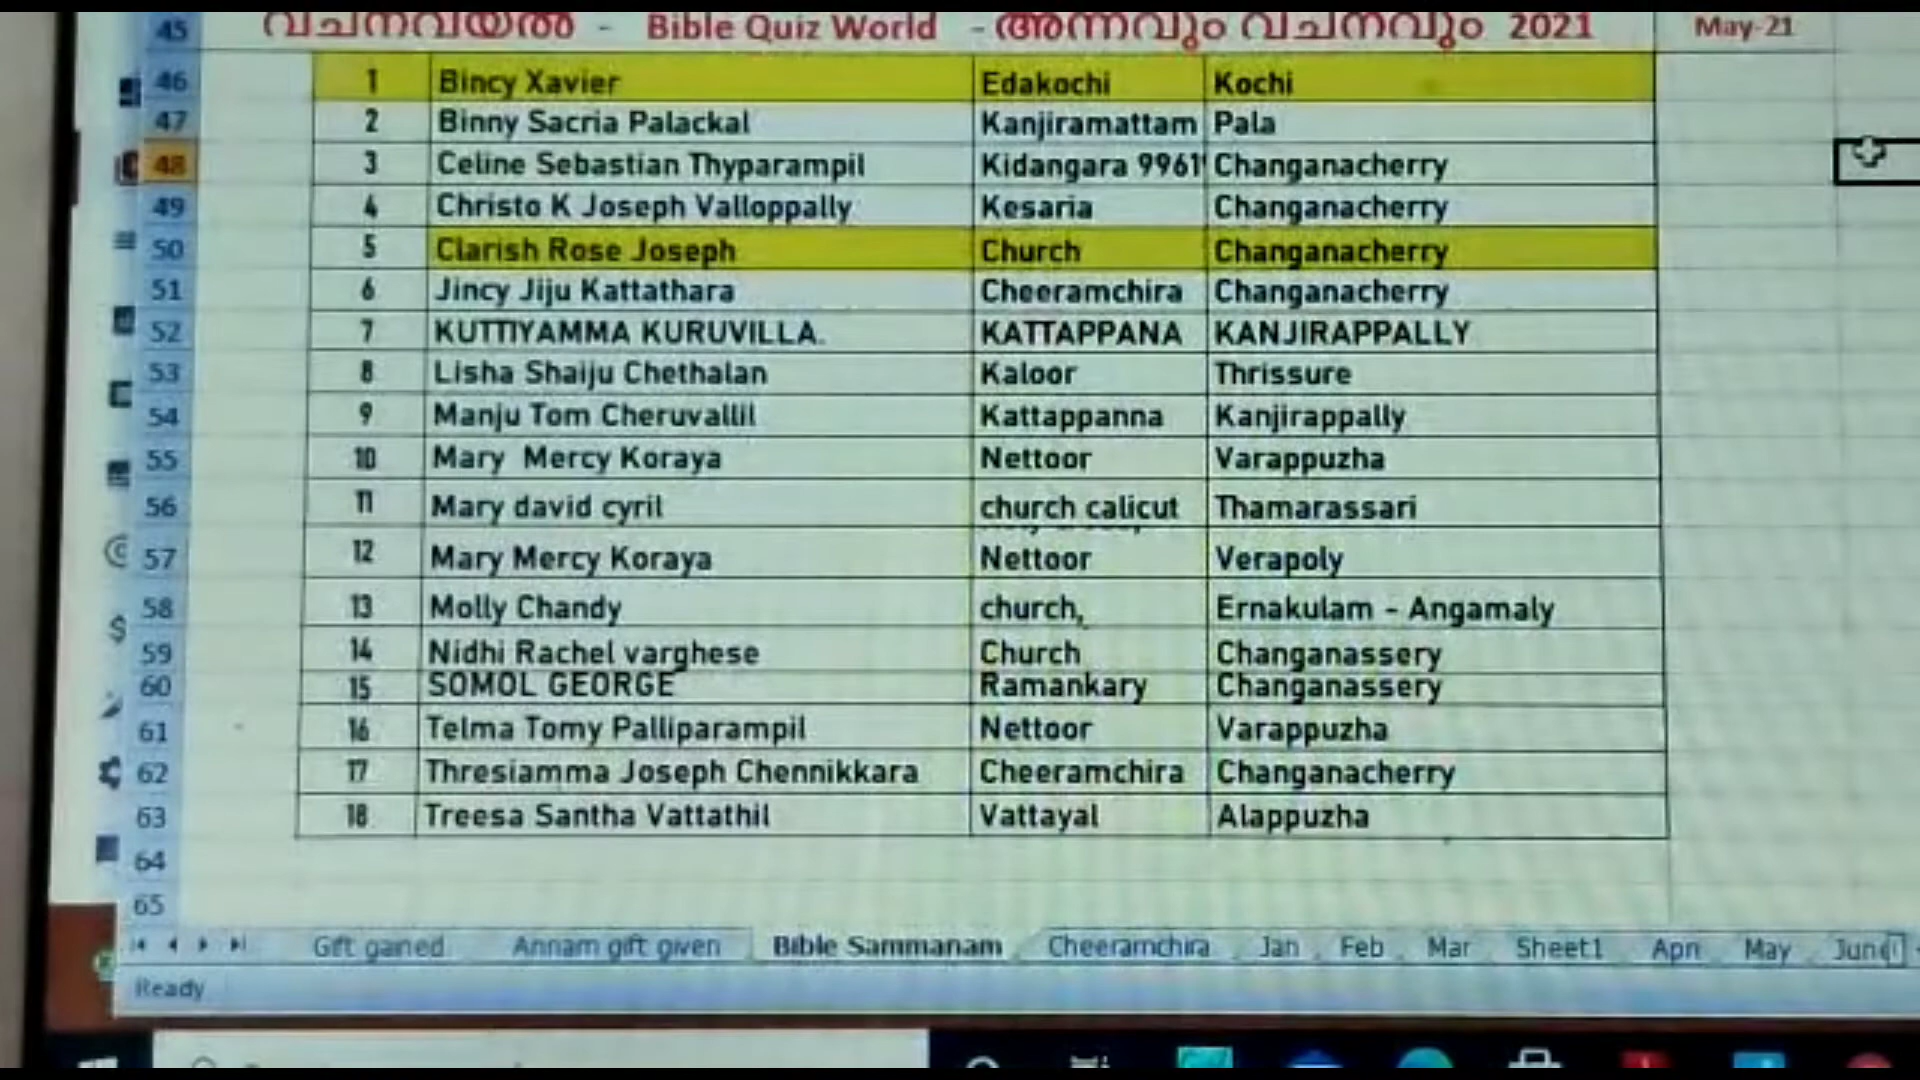 45 വചനവയൽ - Bible Quiz World - അന്നവും വചനവും 2021 May-21
46 1 Bincy Xavier Edakochi Kochi
47 2 Binny Sacria Palackal Kanjiramattam Pala
48 3 Celine Sebastian Thyparampil Kidangara 9961 Changanacherry
49 4 Christo K Joseph Valloppally Kesaria Changanacherry
50 5 Clarish Rose Joseph Church Changanacherry
51 6 Jincy Jiju Kattathara Cheeramchira Changanacherry
52 7 KUTTIYAMMA KURUVILLA. KATTAPPANA KANJIRAPPALLY
53 8 Lisha Shaiju Chethalan Kaloor Thrissure
54 9 Manju Tom Cheruvallil Kattappanna Kanjirappally
55 10 Mary Mercy Koraya Nettoor Varappuzha
56 11 Mary david cyril church calicut Thamarassari
57 12 Mary Mercy Koraya Nettoor Verapoly
58 13 Molly Chandy church, Ernakulam - Angamaly
59 14 Nidhi Rachel varghese Church Changanassery
60 15 SOMOL GEORGE Ramankary Changanassery
61 16 Telma Tomy Palliparampil Nettoor Varappuzha
62 17 Thresiamma Joseph Chennikkara Cheeramchira Changanacherry
63 18 Treesa Santha Vattathil Vattayal Alappuzha
64
65
Gift gained Annam gift given Bible Sammanam Cheeramchira Jan Feb Mar Sheet1 Apn May June
Ready